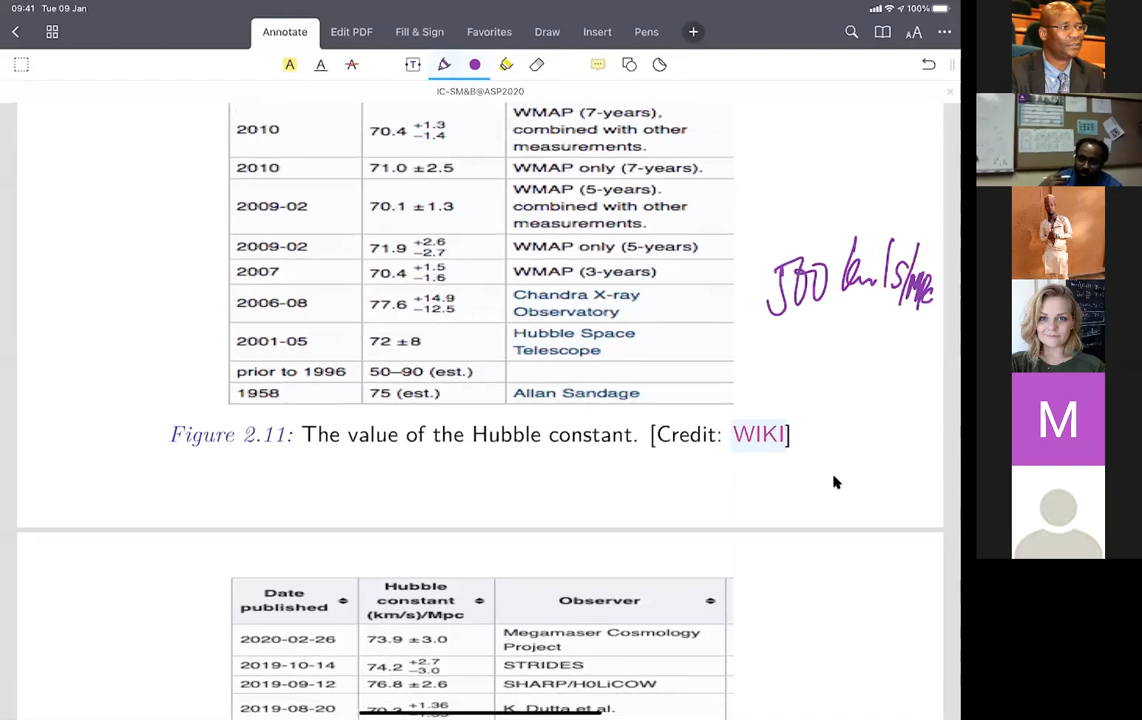 09:41 Tue 09 Jan
100%
Annotate Edit PDF Fill & Sign Favorites Draw Insert Pens
IC-SM&B@ASP2020
2010 70.4 +1.3 −1.4 WMAP (7-years), combined with other measurements.
2010 71.0 ±2.5 WMAP only (7-years).
2009-02 70.1 ±1.3 WMAP (5-years). combined with other measurements.
2009-02 71.9 +2.6 −2.7 WMAP only (5-years)
2007 70.4 +1.5 −1.6 WMAP (3-years)
2006-08 77.6 +14.9 −12.5 Chandra X-ray Observatory
2001-05 72 ±8 Hubble Space Telescope
prior to 1996 50–90 (est.)
1958 75 (est.) Allan Sandage
500 km/s/Mpc
Figure 2.11: The value of the Hubble constant. [Credit: WIKI]
Date published Hubble constant (km/s)/Mpc Observer
2020-02-26 73.9 ±3.0 Megamaser Cosmology Project
2019-10-14 74.2 +2.7 −3.0 STRIDES
2019-09-12 76.8 ±2.6 SHARP/H0LiCOW
2019-08-20 +1.36 K. Dutta et al.
M